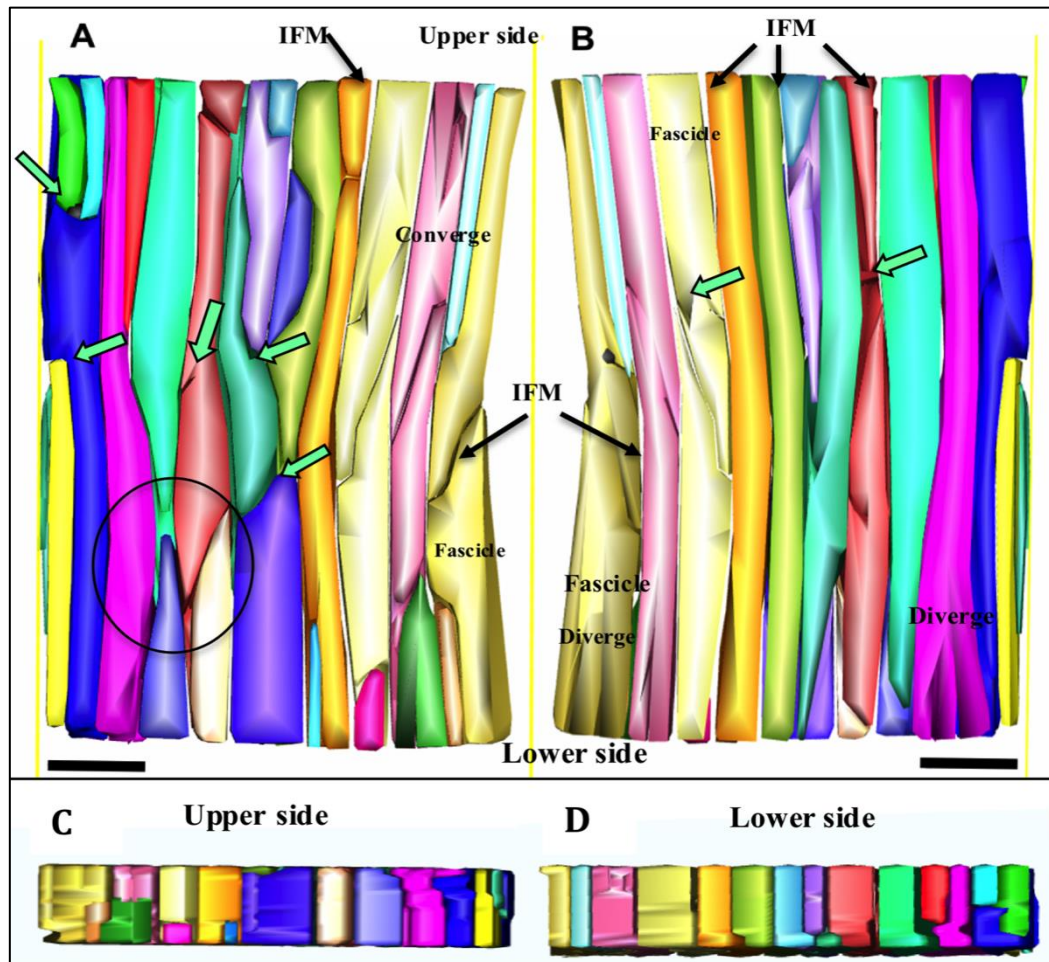 A
IFM
Upper side
B
IFM
Fascicle
Converge
IFM
Fascicle
Fascicle
Diverge
Diverge
Lower side
C
Upper side
D
Lower side